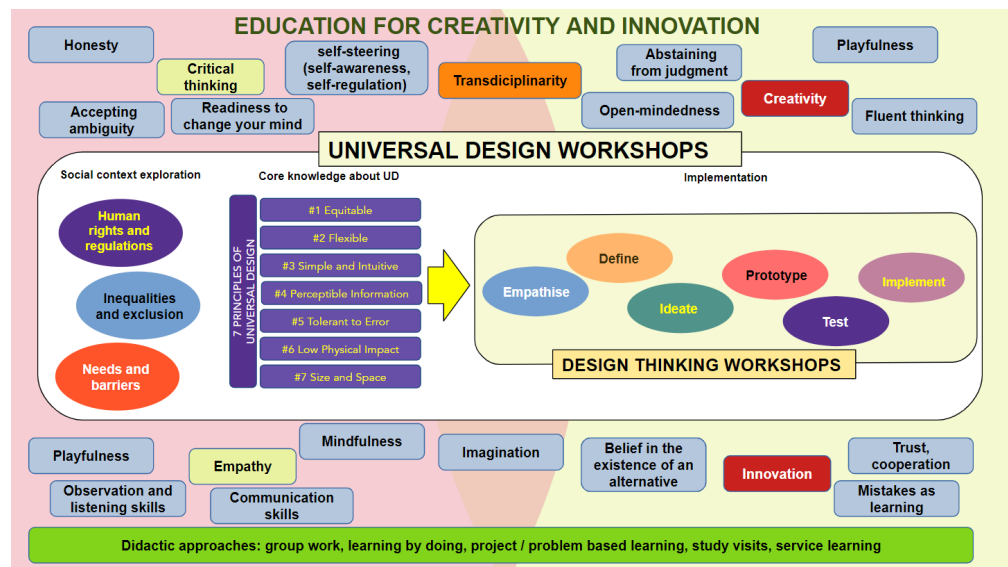 EDUCATION FOR CREATIVITY AND INNOVATION
Honesty
Critical
thinking
self-steering
(self-awareness,
self-regulation)
Transdiciplinarity
Abstaining
from judgment
Playfulness
Accepting
ambiguity
Readiness to
change your mind
Open-mindedness
Creativity
Fluent thinking
UNIVERSAL DESIGN WORKSHOPS
Social context exploration
Core knowledge about UD
Implementation
Human
rights and
regulations
Inequalities
and exclusion
Needs and
barriers
7 PRINCIPLES OF
UNIVERSAL DESIGN
#1 Equitable
#2 Flexible
#3 Simple and Intuitive
#4 Perceptible Information
#5 Tolerant to Error
#6 Low Physical Impact
#7 Size and Space
Empathise
Define
Ideate
Prototype
Test
Implement
DESIGN THINKING WORKSHOPS
Playfulness
Observation and
listening skills
Empathy
Communication
skills
Mindfulness
Imagination
Belief in the
existence of an
alternative
Innovation
Trust,
cooperation
Mistakes as
learning
Didactic approaches: group work, learning by doing, project / problem based learning, study visits, service learning